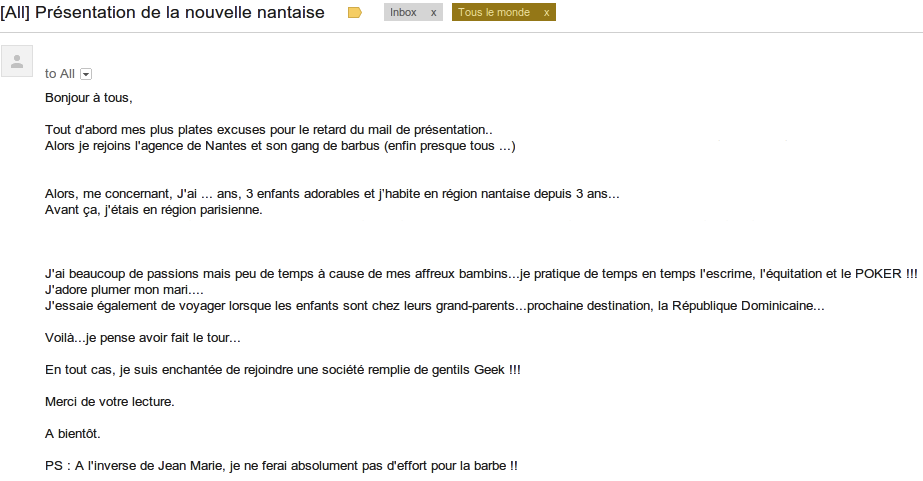 [All] Présentation de la nouvelle nantaise Inbox x Tous le monde x
to All
Bonjour à tous,
Tout d'abord mes plus plates excuses pour le retard du mail de présentation..
Alors je rejoins l'agence de Nantes et son gang de barbus (enfin presque tous ...)
Alors, me concernant, J'ai ... ans, 3 enfants adorables et j'habite en région nantaise depuis 3 ans...
Avant ça, j'étais en région parisienne.
J'ai beaucoup de passions mais peu de temps à cause de mes affreux bambins...je pratique de temps en temps l'escrime, l'équitation et le POKER !!!
J'adore plumer mon mari....
J'essaie également de voyager lorsque les enfants sont chez leurs grand-parents...prochaine destination, la République Dominicaine...
Voilà...je pense avoir fait le tour...
En tout cas, je suis enchantée de rejoindre une société remplie de gentils Geek !!!
Merci de votre lecture.
A bientôt.
PS : A l'inverse de Jean Marie, je ne ferai absolument pas d'effort pour la barbe !!